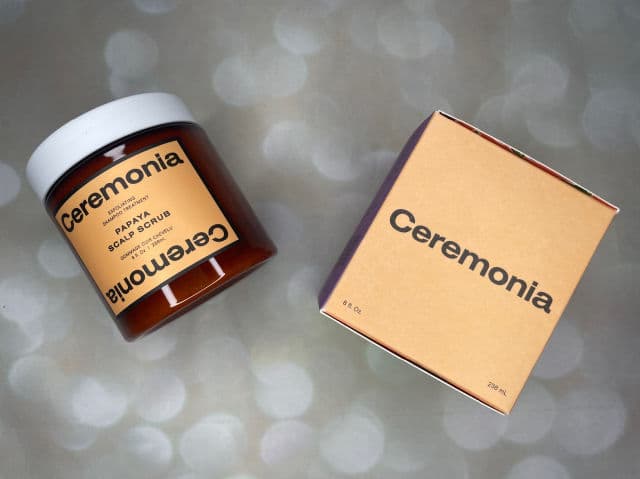 Ceremonia
EXFOLIATING
SHAMPOO TREATMENT
PAPAYA
SCALP SCRUB
GOMMAGE CUIR CHEVELU
8 fl. Oz. | 236mL
Ceremonia
Ceremonia
8 fl. Oz.
236 mL